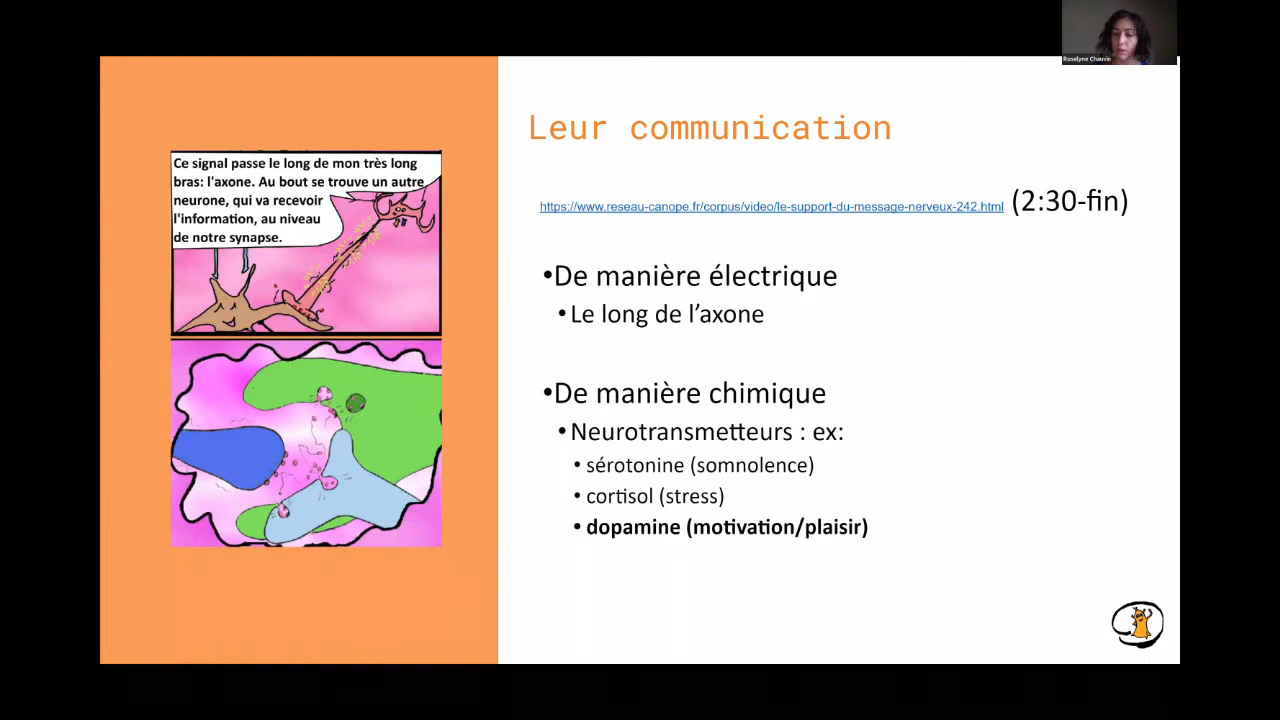 Roselyne Chauvin
Leur communication
Ce signal passe le long de mon très long
bras: l'axone. Au bout se trouve un autre
neurone, qui va recevoir
l'information, au niveau
de notre synapse.
https://www.reseau-canope.fr/corpus/video/le-support-du-message-nerveux-242.html (2:30-fin)
•De manière électrique
•Le long de l’axone
•De manière chimique
•Neurotransmetteurs : ex:
• sérotonine (somnolence)
• cortisol (stress)
• dopamine (motivation/plaisir)